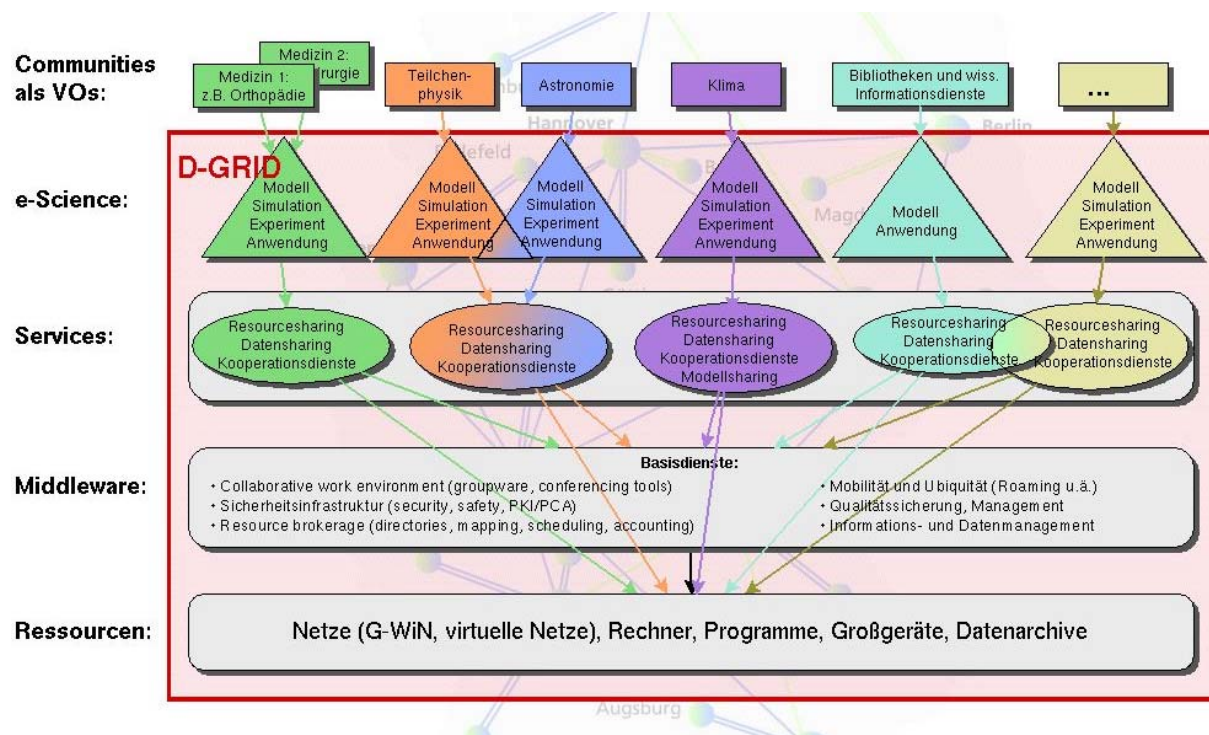 Communities
als VOs:
Medizin 2:
Medizin 1:
z.B. Orthopädie
Teilchen-
physik
Astronomie
Klima
Bibliotheken und wiss.
Informationsdienste
...
Hannover
Berlin
D-GRID
e-Science:
Modell
Simulation
Experiment
Anwendung
Modell
Simulation
Experiment
Anwendung
Modell
Simulation
Experiment
Anwendung
Modell
Simulation
Experiment
Anwendung
Modell
Anwendung
Modell
Simulation
Experiment
Anwendung
Services:
Resourcesharing
Datensharing
Kooperationsdienste
Resourcesharing
Datensharing
Kooperationsdienste
Resourcesharing
Datensharing
Kooperationsdienste
Modellsharing
Resourcesharing
Datensharing
Kooperationsdienste
Resourcesharing
Datensharing
Kooperationsdienste
Middleware:
Basisdienste:
• Collaborative work environment (groupware, conferencing tools)
• Sicherheitsinfrastruktur (security, safety, PKI/PCA)
• Resource brokerage (directories, mapping, scheduling, accounting)
• Mobilität und Ubiquität (Roaming u.ä.)
• Qualitätssicherung, Management
• Informations- und Datenmanagement
Ressourcen:
Netze (G-WiN, virtuelle Netze), Rechner, Programme, Großgeräte, Datenarchive
Augsburg